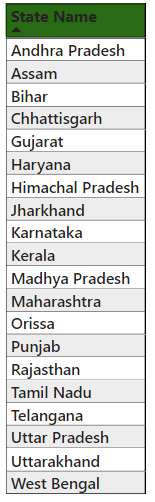 State Name
Andhra Pradesh
Assam
Bihar
Chhattisgarh
Gujarat
Haryana
Himachal Pradesh
Jharkhand
Karnataka
Kerala
Madhya Pradesh
Maharashtra
Orissa
Punjab
Rajasthan
Tamil Nadu
Telangana
Uttar Pradesh
Uttarakhand
West Bengal